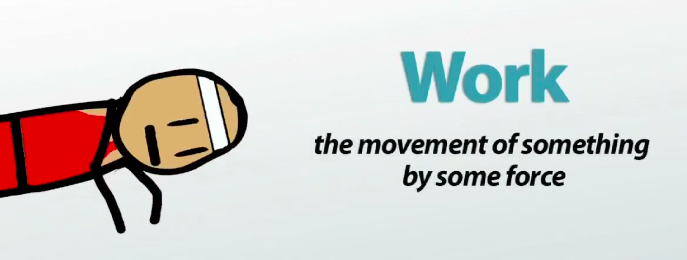 Work
the movement of something
by some force